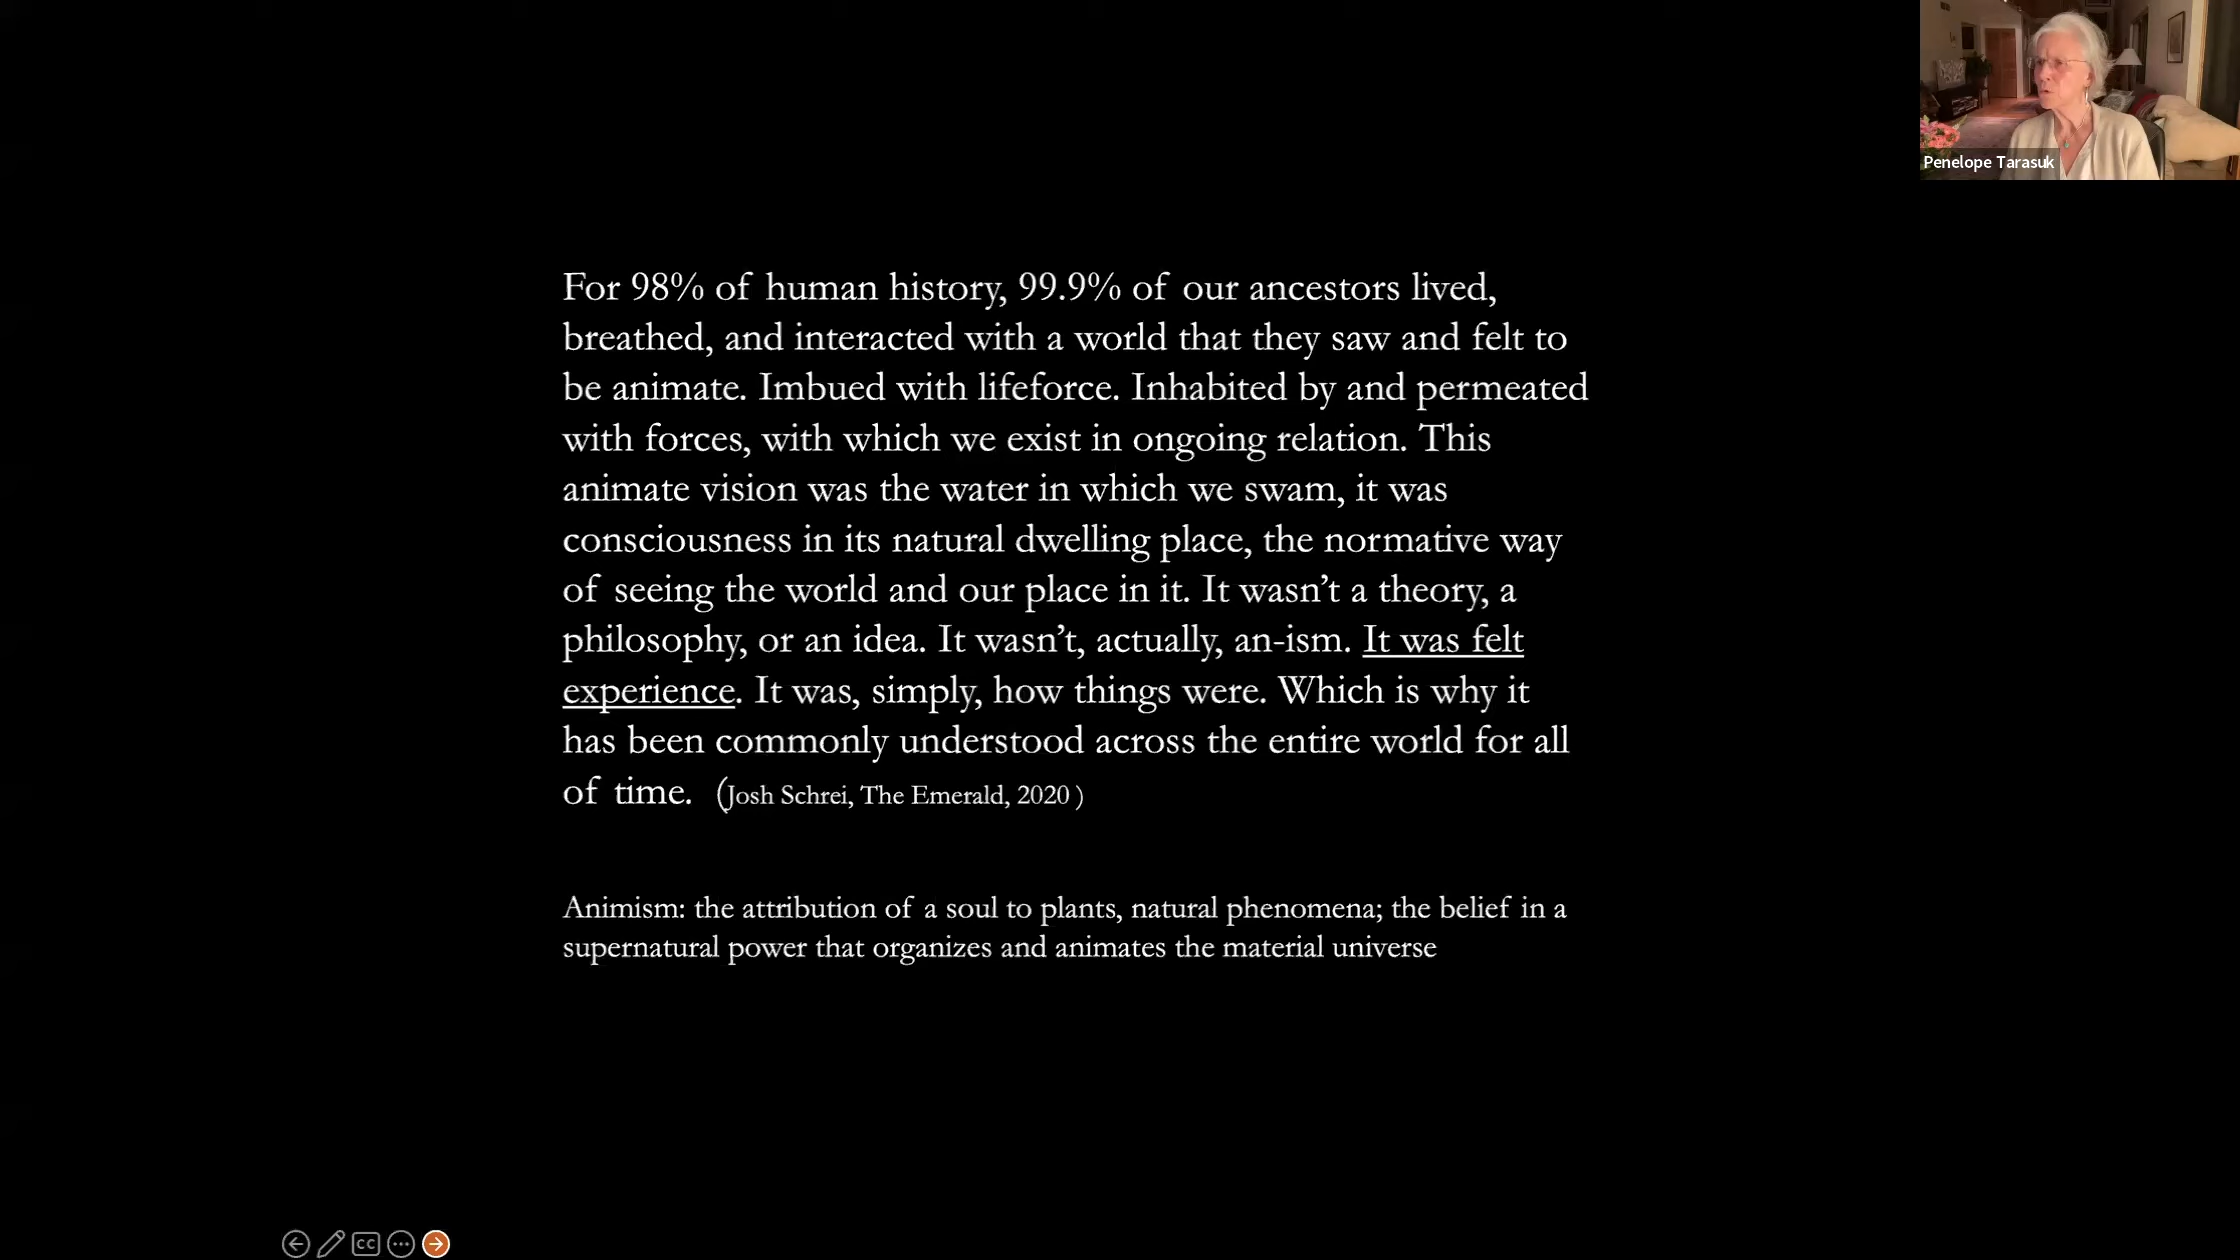 Penelope Tarasuk
For 98% of human history, 99.9% of our ancestors lived,
breathed, and interacted with a world that they saw and felt to
be animate. Imbued with lifeforce. Inhabited by and permeated
with forces, with which we exist in ongoing relation. This
animate vision was the water in which we swam, it was
consciousness in its natural dwelling place, the normative way
of seeing the world and our place in it. It wasn’t a theory, a
philosophy, or an idea. It wasn’t, actually, an-ism. It was felt
experience. It was, simply, how things were. Which is why it
has been commonly understood across the entire world for all
of time. (Josh Schrei, The Emerald, 2020 )
Animism: the attribution of a soul to plants, natural phenomena; the belief in a
supernatural power that organizes and animates the material universe
CC